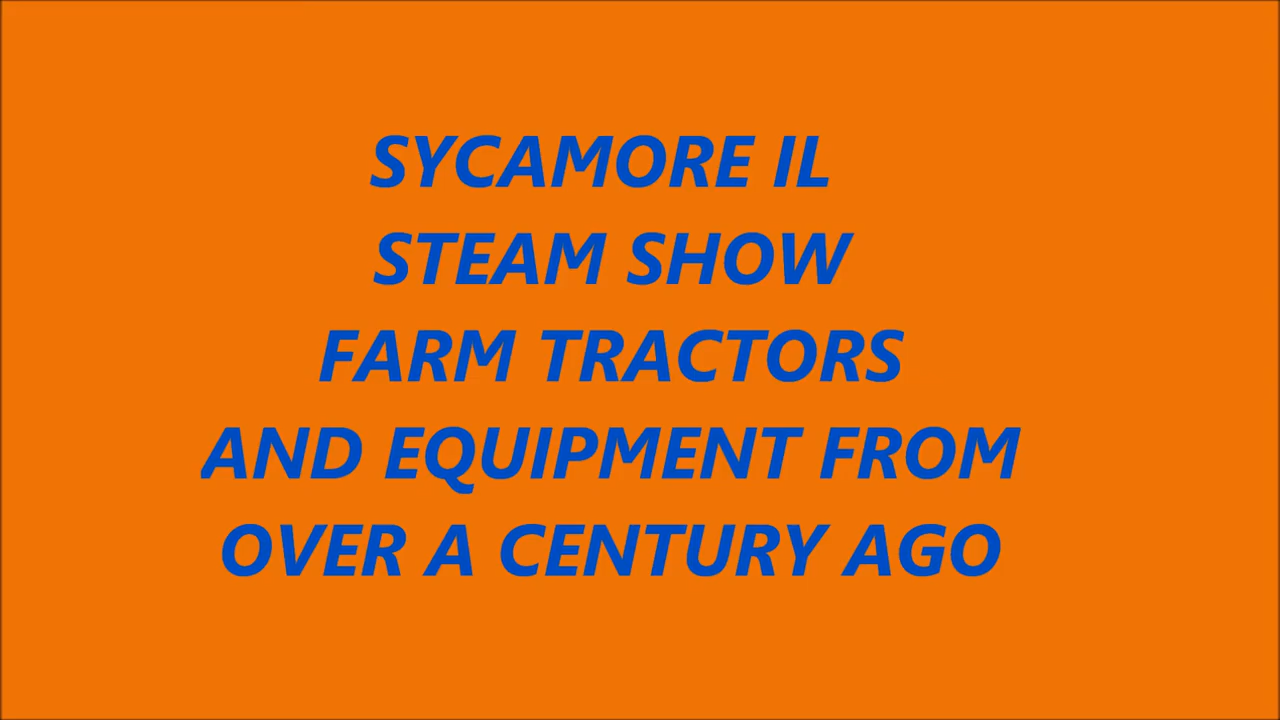 SYCAMORE IL
STEAM SHOW
FARM TRACTORS
AND EQUIPMENT FROM
OVER A CENTURY AGO